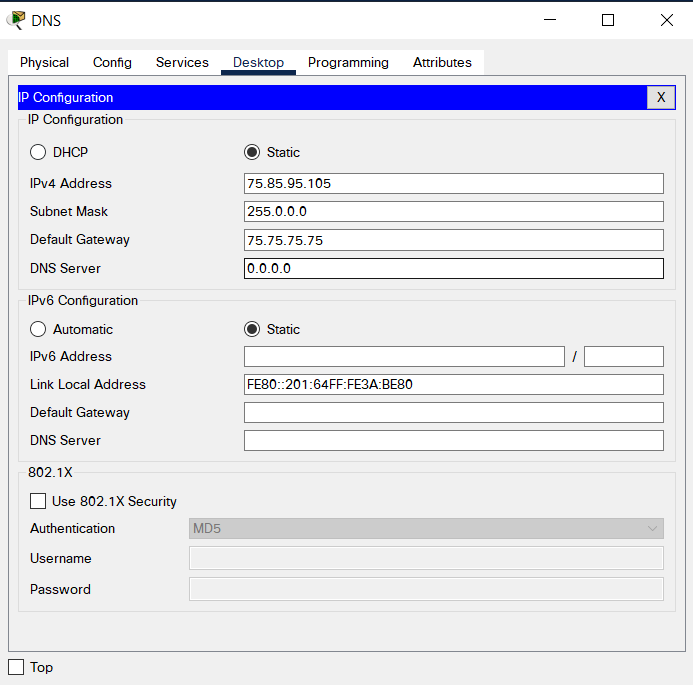 DNS
Physical Config Services Desktop Programming Attributes
IP Configuration X
IP Configuration
DHCP Static
IPv4 Address 75.85.95.105
Subnet Mask 255.0.0.0
Default Gateway 75.75.75.75
DNS Server 0.0.0.0
IPv6 Configuration
Automatic Static
IPv6 Address /
Link Local Address FE80::201:64FF:FE3A:BE80
Default Gateway
DNS Server
802.1X
Use 802.1X Security
Authentication MD5
Username
Password
Top